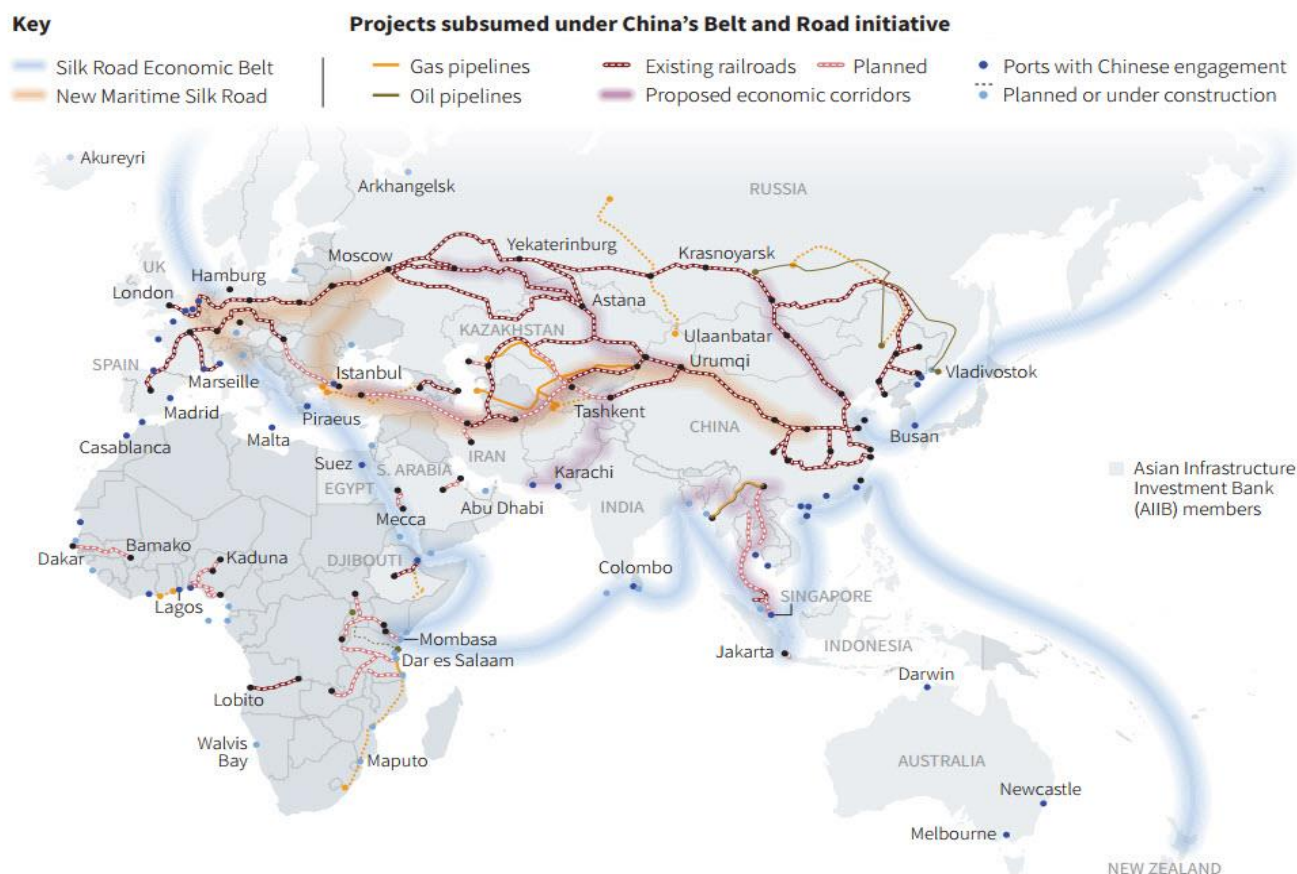 Key
Projects subsumed under China's Belt and Road initiative
Silk Road Economic Belt
New Maritime Silk Road
Gas pipelines
Oil pipelines
Existing railroads
Planned
Proposed economic corridors
Ports with Chinese engagement
Planned or under construction
Akureyri
Arkhangelsk
RUSSIA
Yekaterinburg
Krasnoyarsk
Moscow
UK
Hamburg
London
Astana
KAZAKHSTAN
Ulaanbatar
Urumqi
SPAIN
Istanbul
Vladivostok
Marseille
Madrid
Piraeus
Tashkent
CHINA
Busan
Casablanca
Malta
IRAN
Suez
S. ARABIA
Karachi
EGYPT
Abu Dhabi
INDIA
Mecca
Asian Infrastructure
Investment Bank
(AIIB) members
Dakar
Bamako
Kaduna
DJIBOUTI
Colombo
Lagos
SINGAPORE
Mombasa
INDONESIA
Jakarta
Dar es Salaam
Darwin
Lobito
Walvis
Bay
Maputo
AUSTRALIA
Newcastle
Melbourne
NEW ZEALAND